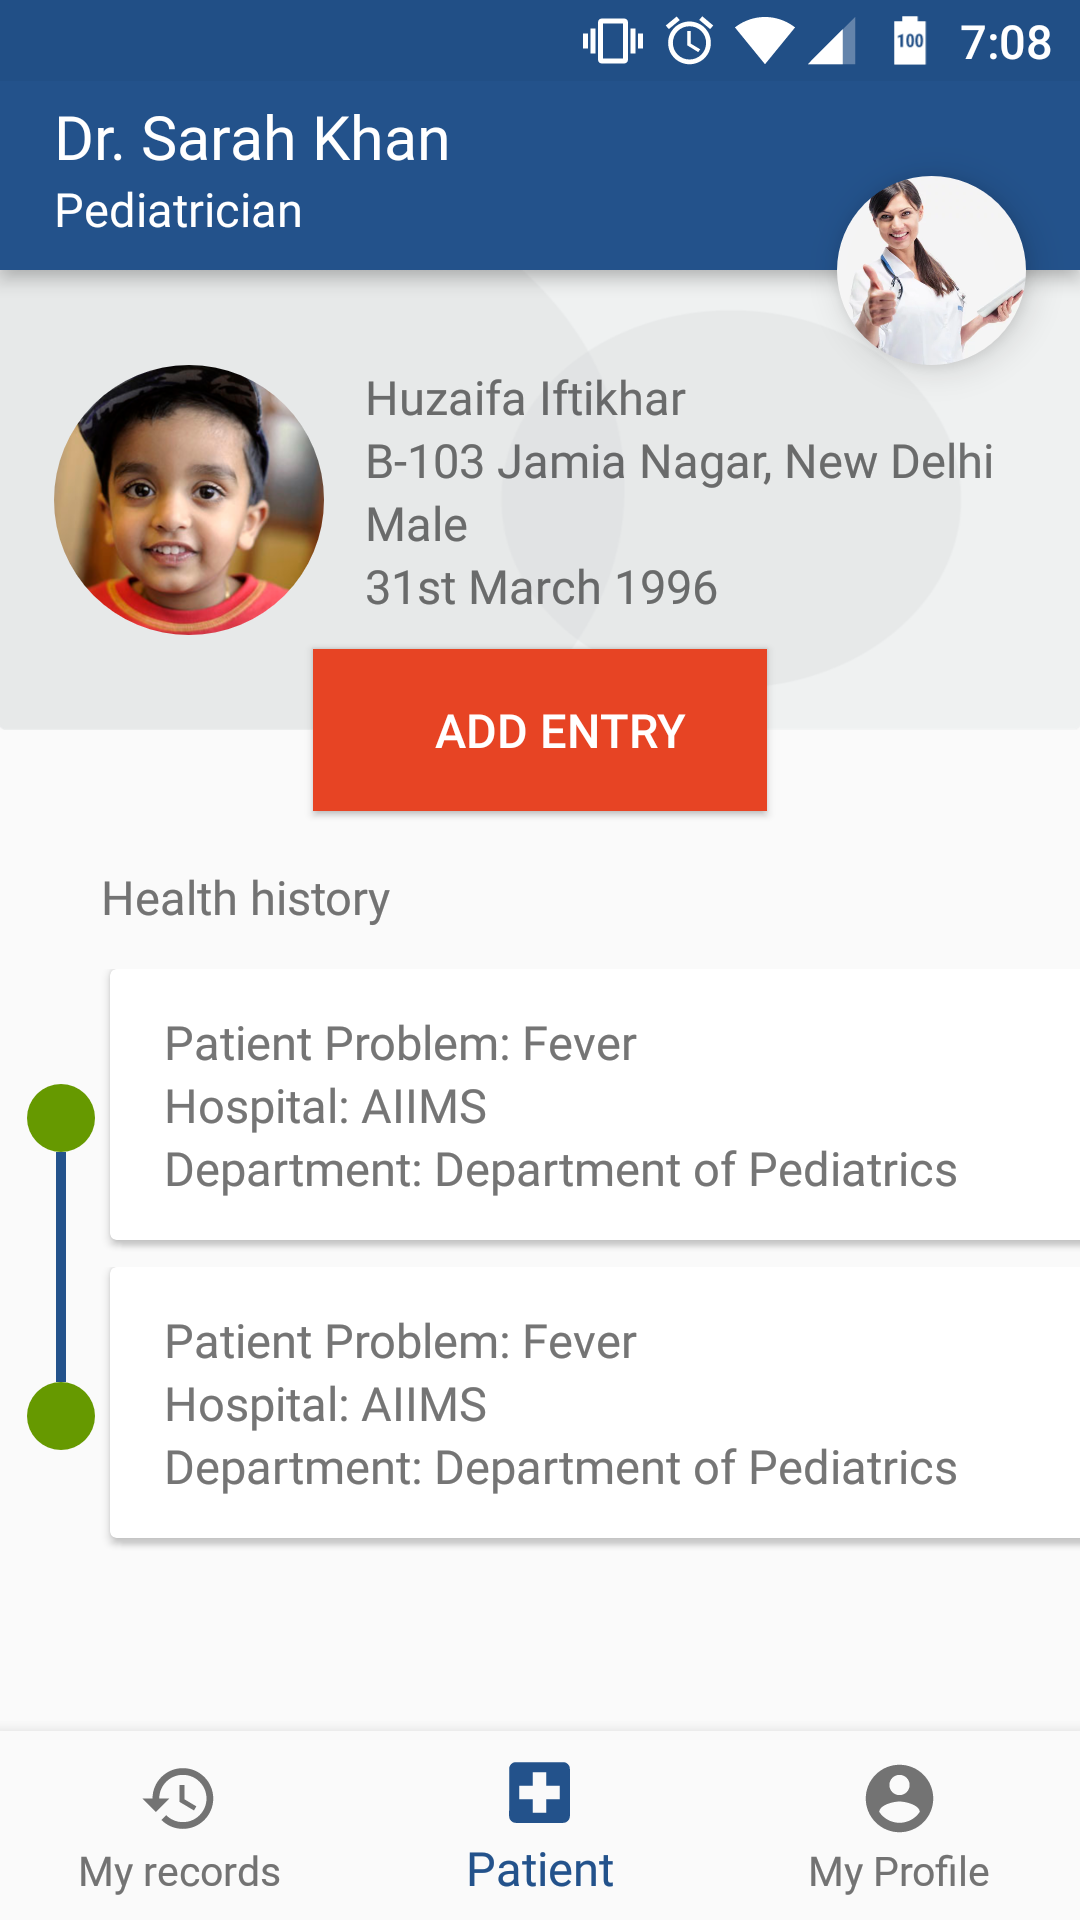 100 7:08
Dr. Sarah Khan
Pediatrician
Huzaifa Iftikhar
B-103 Jamia Nagar, New Delhi
Male
31st March 1996
ADD ENTRY
Health history
Patient Problem: Fever
Hospital: AIIMS
Department: Department of Pediatrics
Patient Problem: Fever
Hospital: AIIMS
Department: Department of Pediatrics
My records Patient My Profile